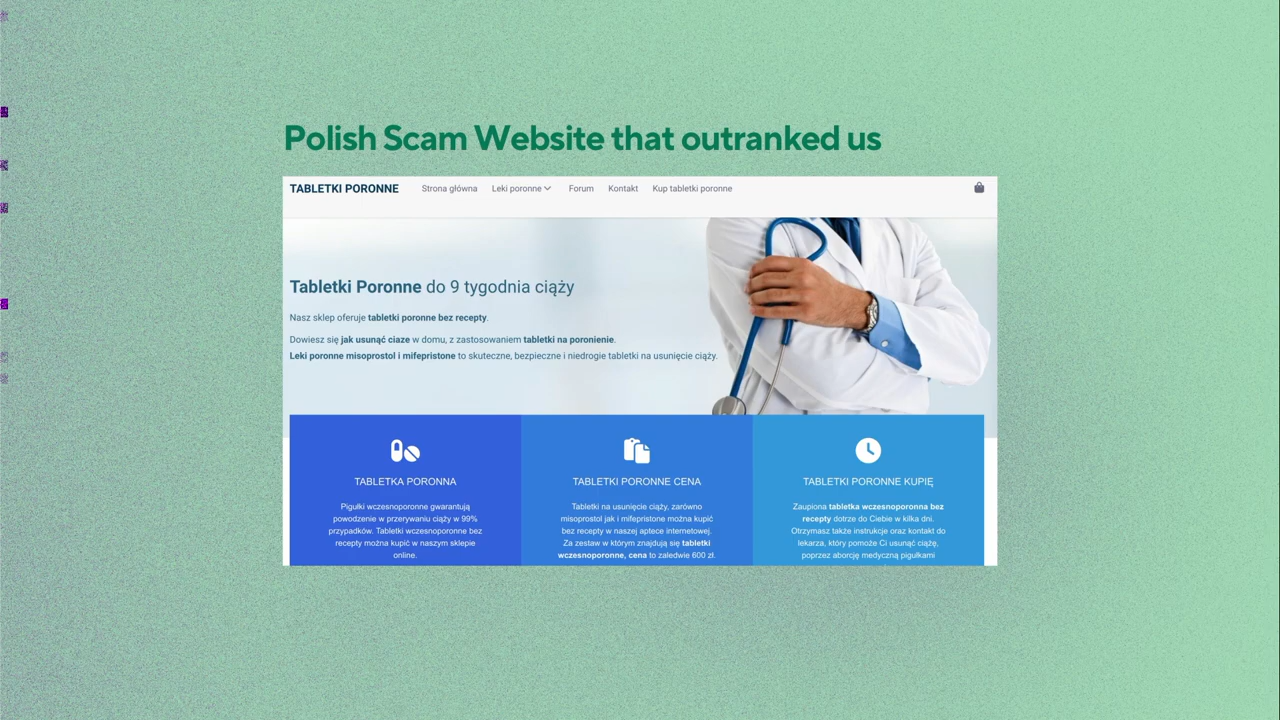 Polish Scam Website that outranked us
TABLETKI PORONNE
Strona główna
Leki poronne
Forum
Kontakt
Kup tabletki poronne
Tabletki Poronne do 9 tygodnia ciąży
Nasz sklep oferuje tabletki poronne bez recepty.
Dowiesz się jak usunąć ciaze w domu, z zastosowaniem tabletki na poronienie.
Leki poronne misoprostol i mifepristone to skuteczne, bezpieczne i niedrogie tabletki na usunięcie ciąży.
TABLETKA PORONNA
Pigułki wczesnoporonne gwarantują
powodzenie w przerywaniu ciąży w 99%
przypadków. Tabletki wczesnoporonne bez
recepty można kupić w naszym sklepie
online.
TABLETKI PORONNE CENA
Tabletki na usunięcie ciąży, zarówno
misoprostol jak i mifepristone można kupić
bez recepty w naszej aptece internetowej.
Za zestaw w którym znajdują się tabletki
wczesnoporonne, cena to zaledwie 600 zł.
TABLETKI PORONNE KUPIĘ
Zaupiona tabletka wczesnoporonna bez
recepty dotrze do Ciebie w kilka dni.
Otrzymasz także instrukcje oraz kontakt do
lekarza, który pomoże Ci usunąć ciążę,
poprzez aborcję medyczną pigułkami